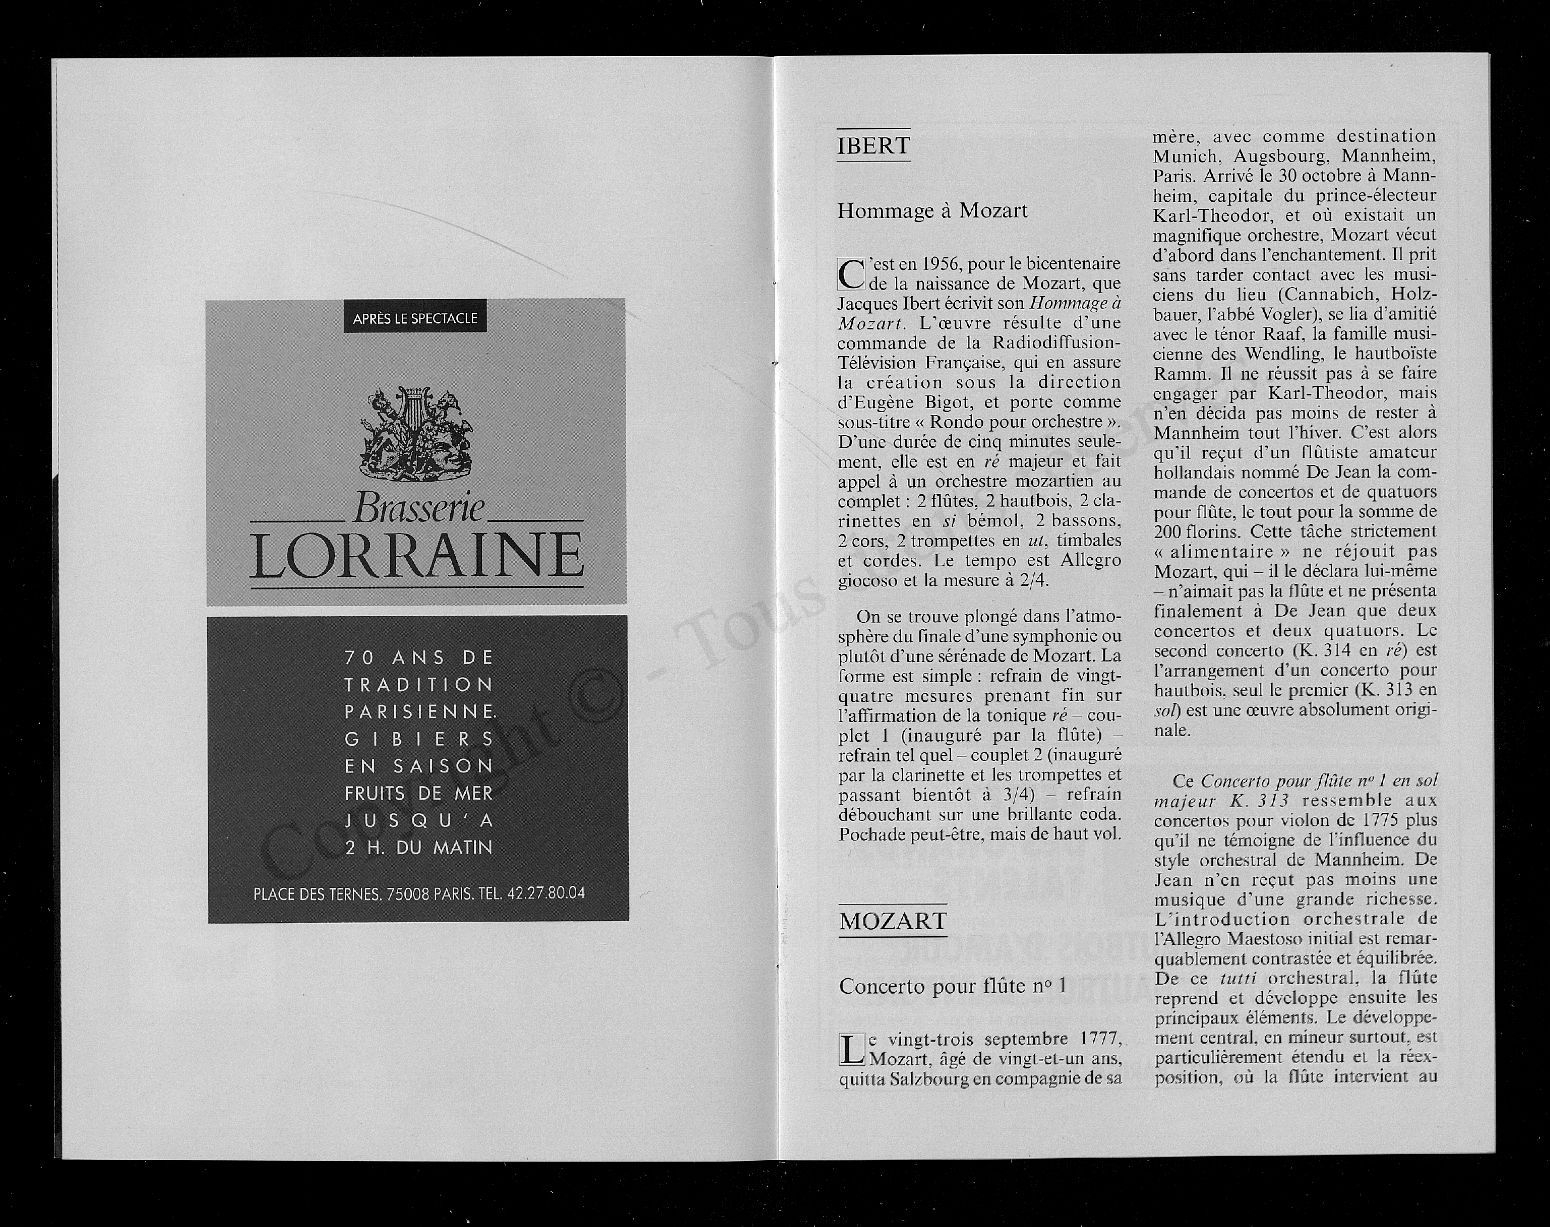 APRÈS LE SPECTACLE
Brasserie
LORRAINE
70 ANS DE
TRADITION
PARISIENNE.
GIBIERS
EN SAISON
FRUITS DE MER
JUSQU'A
2 H. DU MATIN
PLACE DES TERNES. 75008 PARIS. TEL. 42.27.80.04
Copyright © - Tous
IBERT
Hommage à Mozart
C'est en 1956, pour le bicentenaire
de la naissance de Mozart, que
Jacques Ibert écrivit son Hommage à
Mozart. L'œuvre résulte d'une
commande de la Radiodiffusion-
Télévision Française, qui en assure
la création sous la direction
d'Eugène Bigot, et porte comme
sous-titre « Rondo pour orchestre ».
D'une durée de cinq minutes seule-
ment, elle est en ré majeur et fait
appel à un orchestre mozartien au
complet : 2 flûtes, 2 hautbois, 2 cla-
rinettes en si bémol, 2 bassons,
2 cors, 2 trompettes en ut, timbales
et cordes. Le tempo est Allegro
giocoso et la mesure à 2/4.
On se trouve plongé dans l'atmo-
sphère du finale d'une symphonie ou
plutôt d'une sérénade de Mozart. La
forme est simple : refrain de vingt-
quatre mesures prenant fin sur
l'affirmation de la tonique ré – cou-
plet 1 (inauguré par la flûte) –
refrain tel quel – couplet 2 (inauguré
par la clarinette et les trompettes et
passant bientôt à 3/4) – refrain
débouchant sur une brillante coda.
Pochade peut-être, mais de haut vol.
MOZART
Concerto pour flûte nº 1
Le vingt-trois septembre 1777,
Mozart, âgé de vingt-et-un ans,
quitta Salzbourg en compagnie de sa
mère, avec comme destination
Munich, Augsbourg, Mannheim,
Paris. Arrivé le 30 octobre à Mann-
heim, capitale du prince-électeur
Karl-Theodor, et où existait un
magnifique orchestre, Mozart vécut
d'abord dans l'enchantement. Il prit
sans tarder contact avec les musi-
ciens du lieu (Cannabich, Holz-
bauer, l'abbé Vogler), se lia d'amitié
avec le ténor Raaf, la famille musi-
cienne des Wendling, le hautboïste
Ramm. Il ne réussit pas à se faire
engager par Karl-Theodor, mais
n'en décida pas moins de rester à
Mannheim tout l'hiver. C'est alors
qu'il reçut d'un flûtiste amateur
hollandais nommé De Jean la com-
mande de concertos et de quatuors
pour flûte, le tout pour la somme de
200 florins. Cette tâche strictement
« alimentaire » ne réjouit pas
Mozart, qui – il le déclara lui-même
– n'aimait pas la flûte et ne présenta
finalement à De Jean que deux
concertos et deux quatuors. Le
second concerto (K. 314 en ré) est
l'arrangement d'un concerto pour
hautbois, seul le premier (K. 313 en
sol) est une œuvre absolument origi-
nale.
Ce Concerto pour flûte nº 1 en sol
majeur K. 313 ressemble aux
concertos pour violon de 1775 plus
qu'il ne témoigne de l'influence du
style orchestral de Mannheim. De
Jean n'en reçut pas moins une
musique d'une grande richesse.
L'introduction orchestrale de
l'Allegro Maestoso initial est remar-
quablement contrastée et équilibrée.
De ce tutti orchestral, la flûte
reprend et développe ensuite les
principaux éléments. Le développe-
ment central, en mineur surtout, est
particulièrement étendu et la réex-
position, où la flûte intervient au